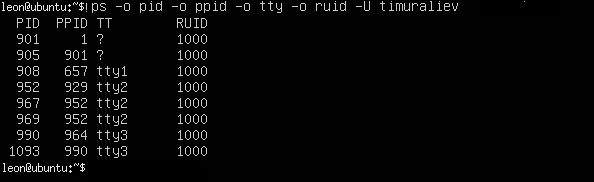 leon@ubuntu:~$ ps -o pid -o ppid -o tty -o ruid -U timuraliev
PID PPID TT RUID
901 1 ? 1000
905 901 ? 1000
908 657 tty1 1000
952 929 tty2 1000
967 952 tty2 1000
969 952 tty2 1000
990 964 tty3 1000
1093 990 tty3 1000
leon@ubuntu:~$